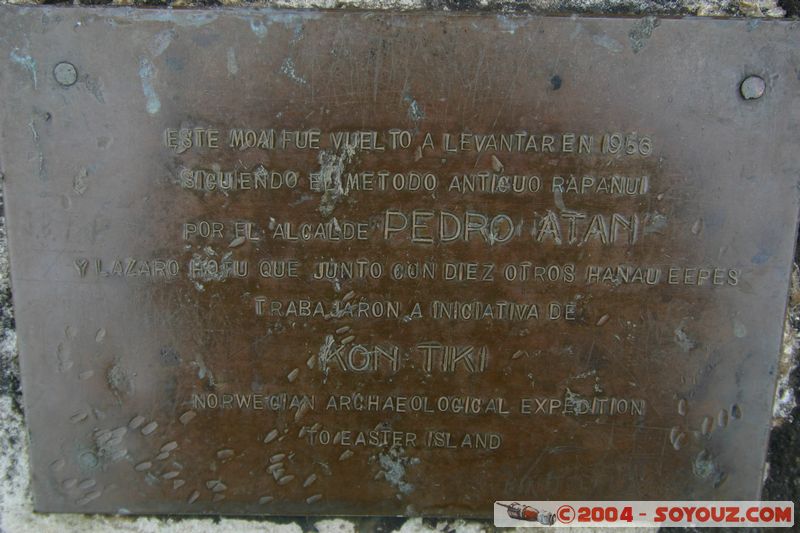 ESTE MOAI FUE VUELTO A LEVANTAR EN 1956
SIGUIENDO EL METODO ANTIGUO RAPANUI
POR EL ALCALDE PEDRO ATAN
Y LAZARO HOTU QUE JUNTO CON DIEZ OTROS HANAU EEPES
TRABAJARON A INICIATIVA DE
KON TIKI
NORWEGIAN ARCHAEOLOGICAL EXPEDITION
TO EASTER ISLAND
©2004 - SOYOUZ.COM